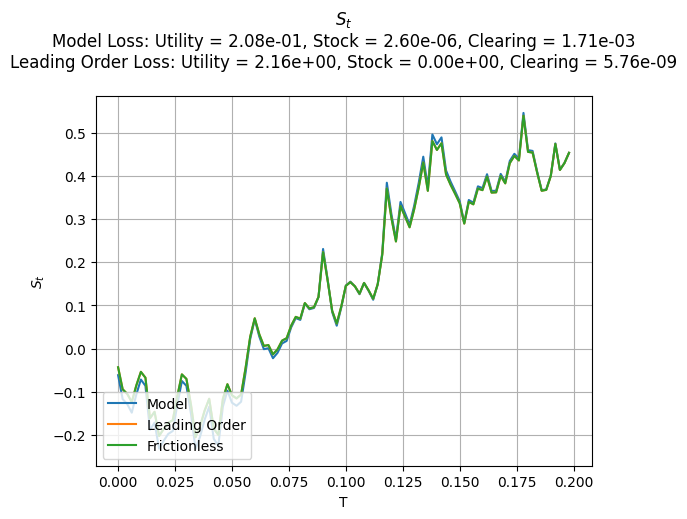 S_t
Model Loss: Utility = 2.08e-01, Stock = 2.60e-06, Clearing = 1.71e-03
Leading Order Loss: Utility = 2.16e+00, Stock = 0.00e+00, Clearing = 5.76e-09
0.5
0.4
0.3
0.2
0.1
0.0
−0.1
−0.2
S_t
Model
Leading Order
Frictionless
0.000 0.025 0.050 0.075 0.100 0.125 0.150 0.175 0.200
T